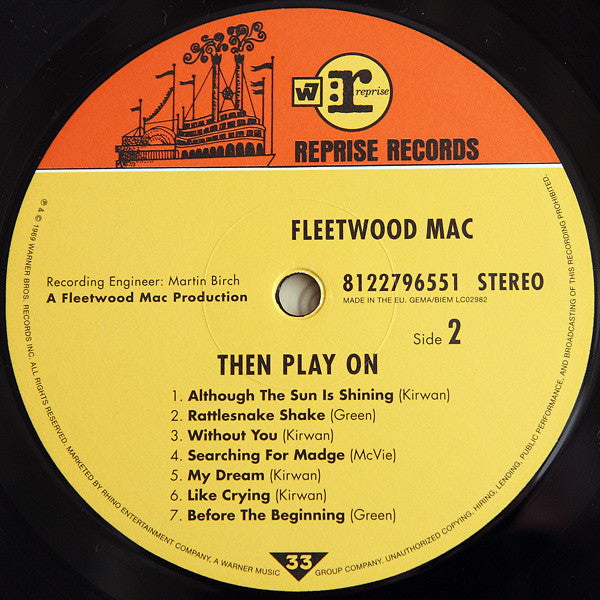 W
r
reprise
REPRISE RECORDS
FLEETWOOD MAC
Recording Engineer: Martin Birch
A Fleetwood Mac Production
8122796551 STEREO
MADE IN THE EU. GEMA/BIEM LC02982
Side 2
THEN PLAY ON
1. Although The Sun Is Shining (Kirwan)
2. Rattlesnake Shake (Green)
3. Without You (Kirwan)
4. Searching For Madge (McVie)
5. My Dream (Kirwan)
6. Like Crying (Kirwan)
7. Before The Beginning (Green)
33
℗ & © 1969 WARNER BROS. RECORDS INC. ALL RIGHTS RESERVED. MARKETED BY RHINO ENTERTAINMENT COMPANY, A WARNER MUSIC GROUP COMPANY. UNAUTHORIZED COPYING, HIRING, LENDING, PUBLIC PERFORMANCE, AND BROADCASTING OF THIS RECORDING PROHIBITED.